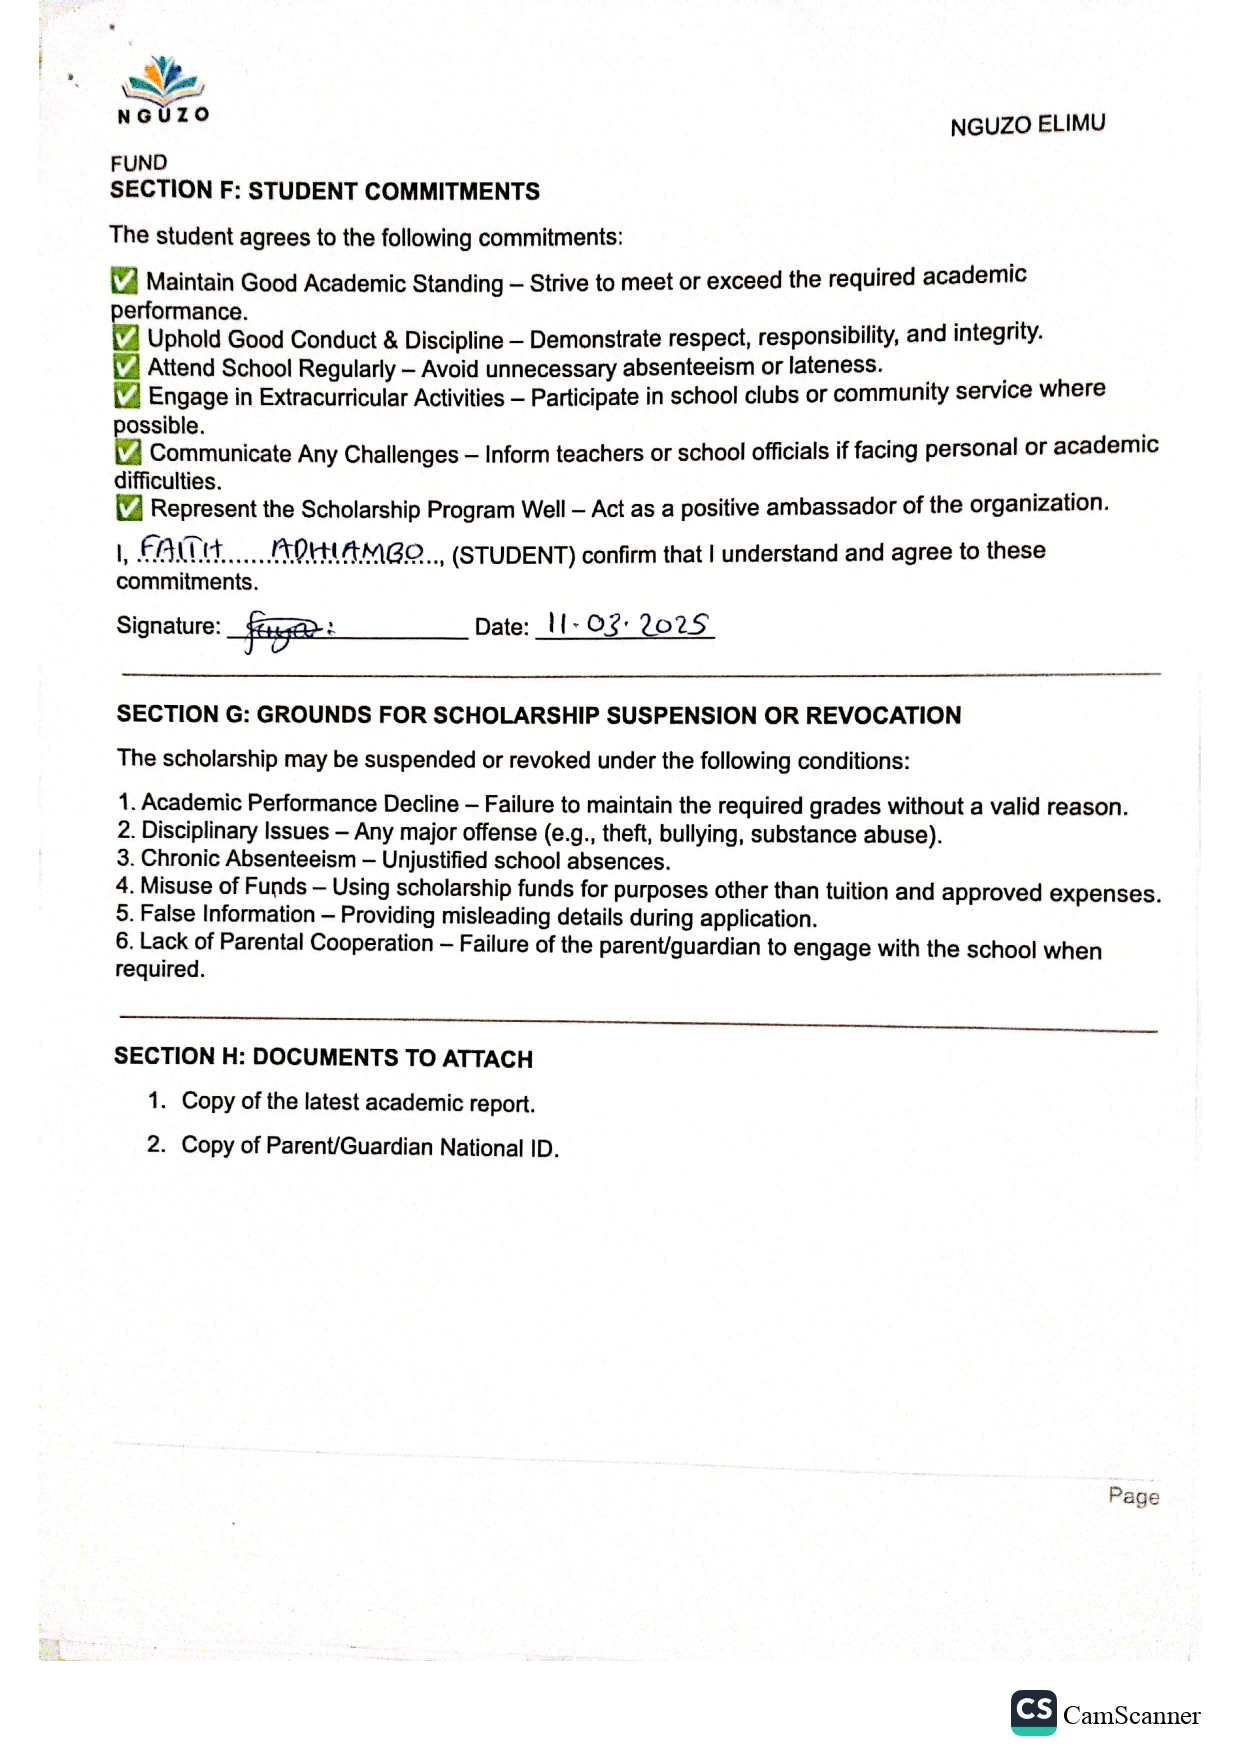 NGUZO
NGUZO ELIMU
FUND
SECTION F: STUDENT COMMITMENTS
The student agrees to the following commitments:
✅ Maintain Good Academic Standing – Strive to meet or exceed the required academic
performance.
✅ Uphold Good Conduct & Discipline – Demonstrate respect, responsibility, and integrity.
✅ Attend School Regularly – Avoid unnecessary absenteeism or lateness.
✅ Engage in Extracurricular Activities – Participate in school clubs or community service where
possible.
✅ Communicate Any Challenges – Inform teachers or school officials if facing personal or academic
difficulties.
✅ Represent the Scholarship Program Well – Act as a positive ambassador of the organization.
I, FAITH ADHIAMBO, (STUDENT) confirm that I understand and agree to these
commitments.
Signature: Date: 11.03.2025
SECTION G: GROUNDS FOR SCHOLARSHIP SUSPENSION OR REVOCATION
The scholarship may be suspended or revoked under the following conditions:
1. Academic Performance Decline – Failure to maintain the required grades without a valid reason.
2. Disciplinary Issues – Any major offense (e.g., theft, bullying, substance abuse).
3. Chronic Absenteeism – Unjustified school absences.
4. Misuse of Funds – Using scholarship funds for purposes other than tuition and approved expenses.
5. False Information – Providing misleading details during application.
6. Lack of Parental Cooperation – Failure of the parent/guardian to engage with the school when
required.
SECTION H: DOCUMENTS TO ATTACH
1. Copy of the latest academic report.
2. Copy of Parent/Guardian National ID.
Page
CS CamScanner